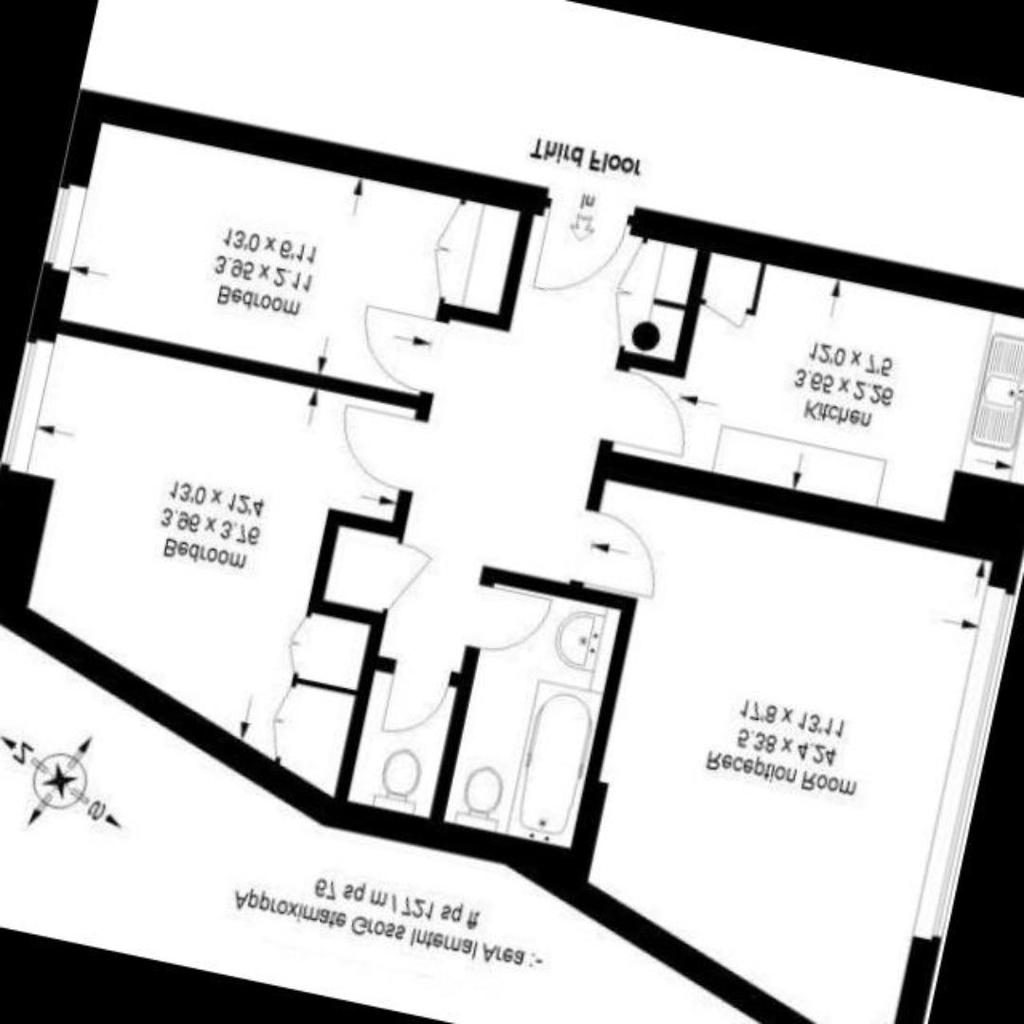 Approximate Gross Internal Area :-
67 sq m / 721 sq ft
Reception Room
5.38 x 4.24
17'8 x 13'11
Bedroom
3.96 x 3.76
13'0 x 12'4
Kitchen
3.65 x 2.26
12'0 x 7'5
Bedroom
3.95 x 2.11
13'0 x 6'11
In
Third Floor
N
S